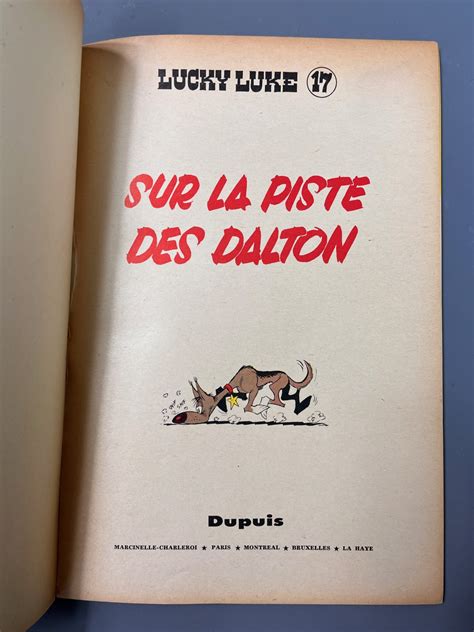 LUCKY LUKE 17
SUR LA PISTE
DES DALTON
Dupuis
MARCINELLE-CHARLEROI ★ PARIS ★ MONTREAL ★ BRUXELLES ★ LA HAYE